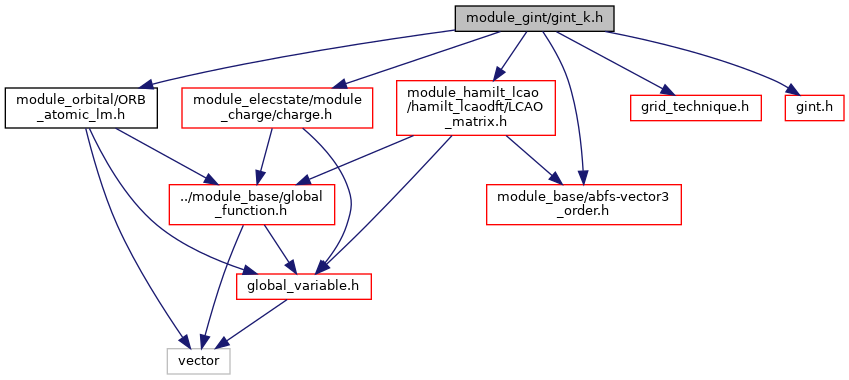 module_gint/gint_k.h
module_orbital/ORB
_atomic_lm.h
module_elecstate/module
_charge/charge.h
module_hamilt_lcao
/hamilt_lcaodft/LCAO
_matrix.h
grid_technique.h
gint.h
../module_base/global
_function.h
module_base/abfs-vector3
_order.h
global_variable.h
vector